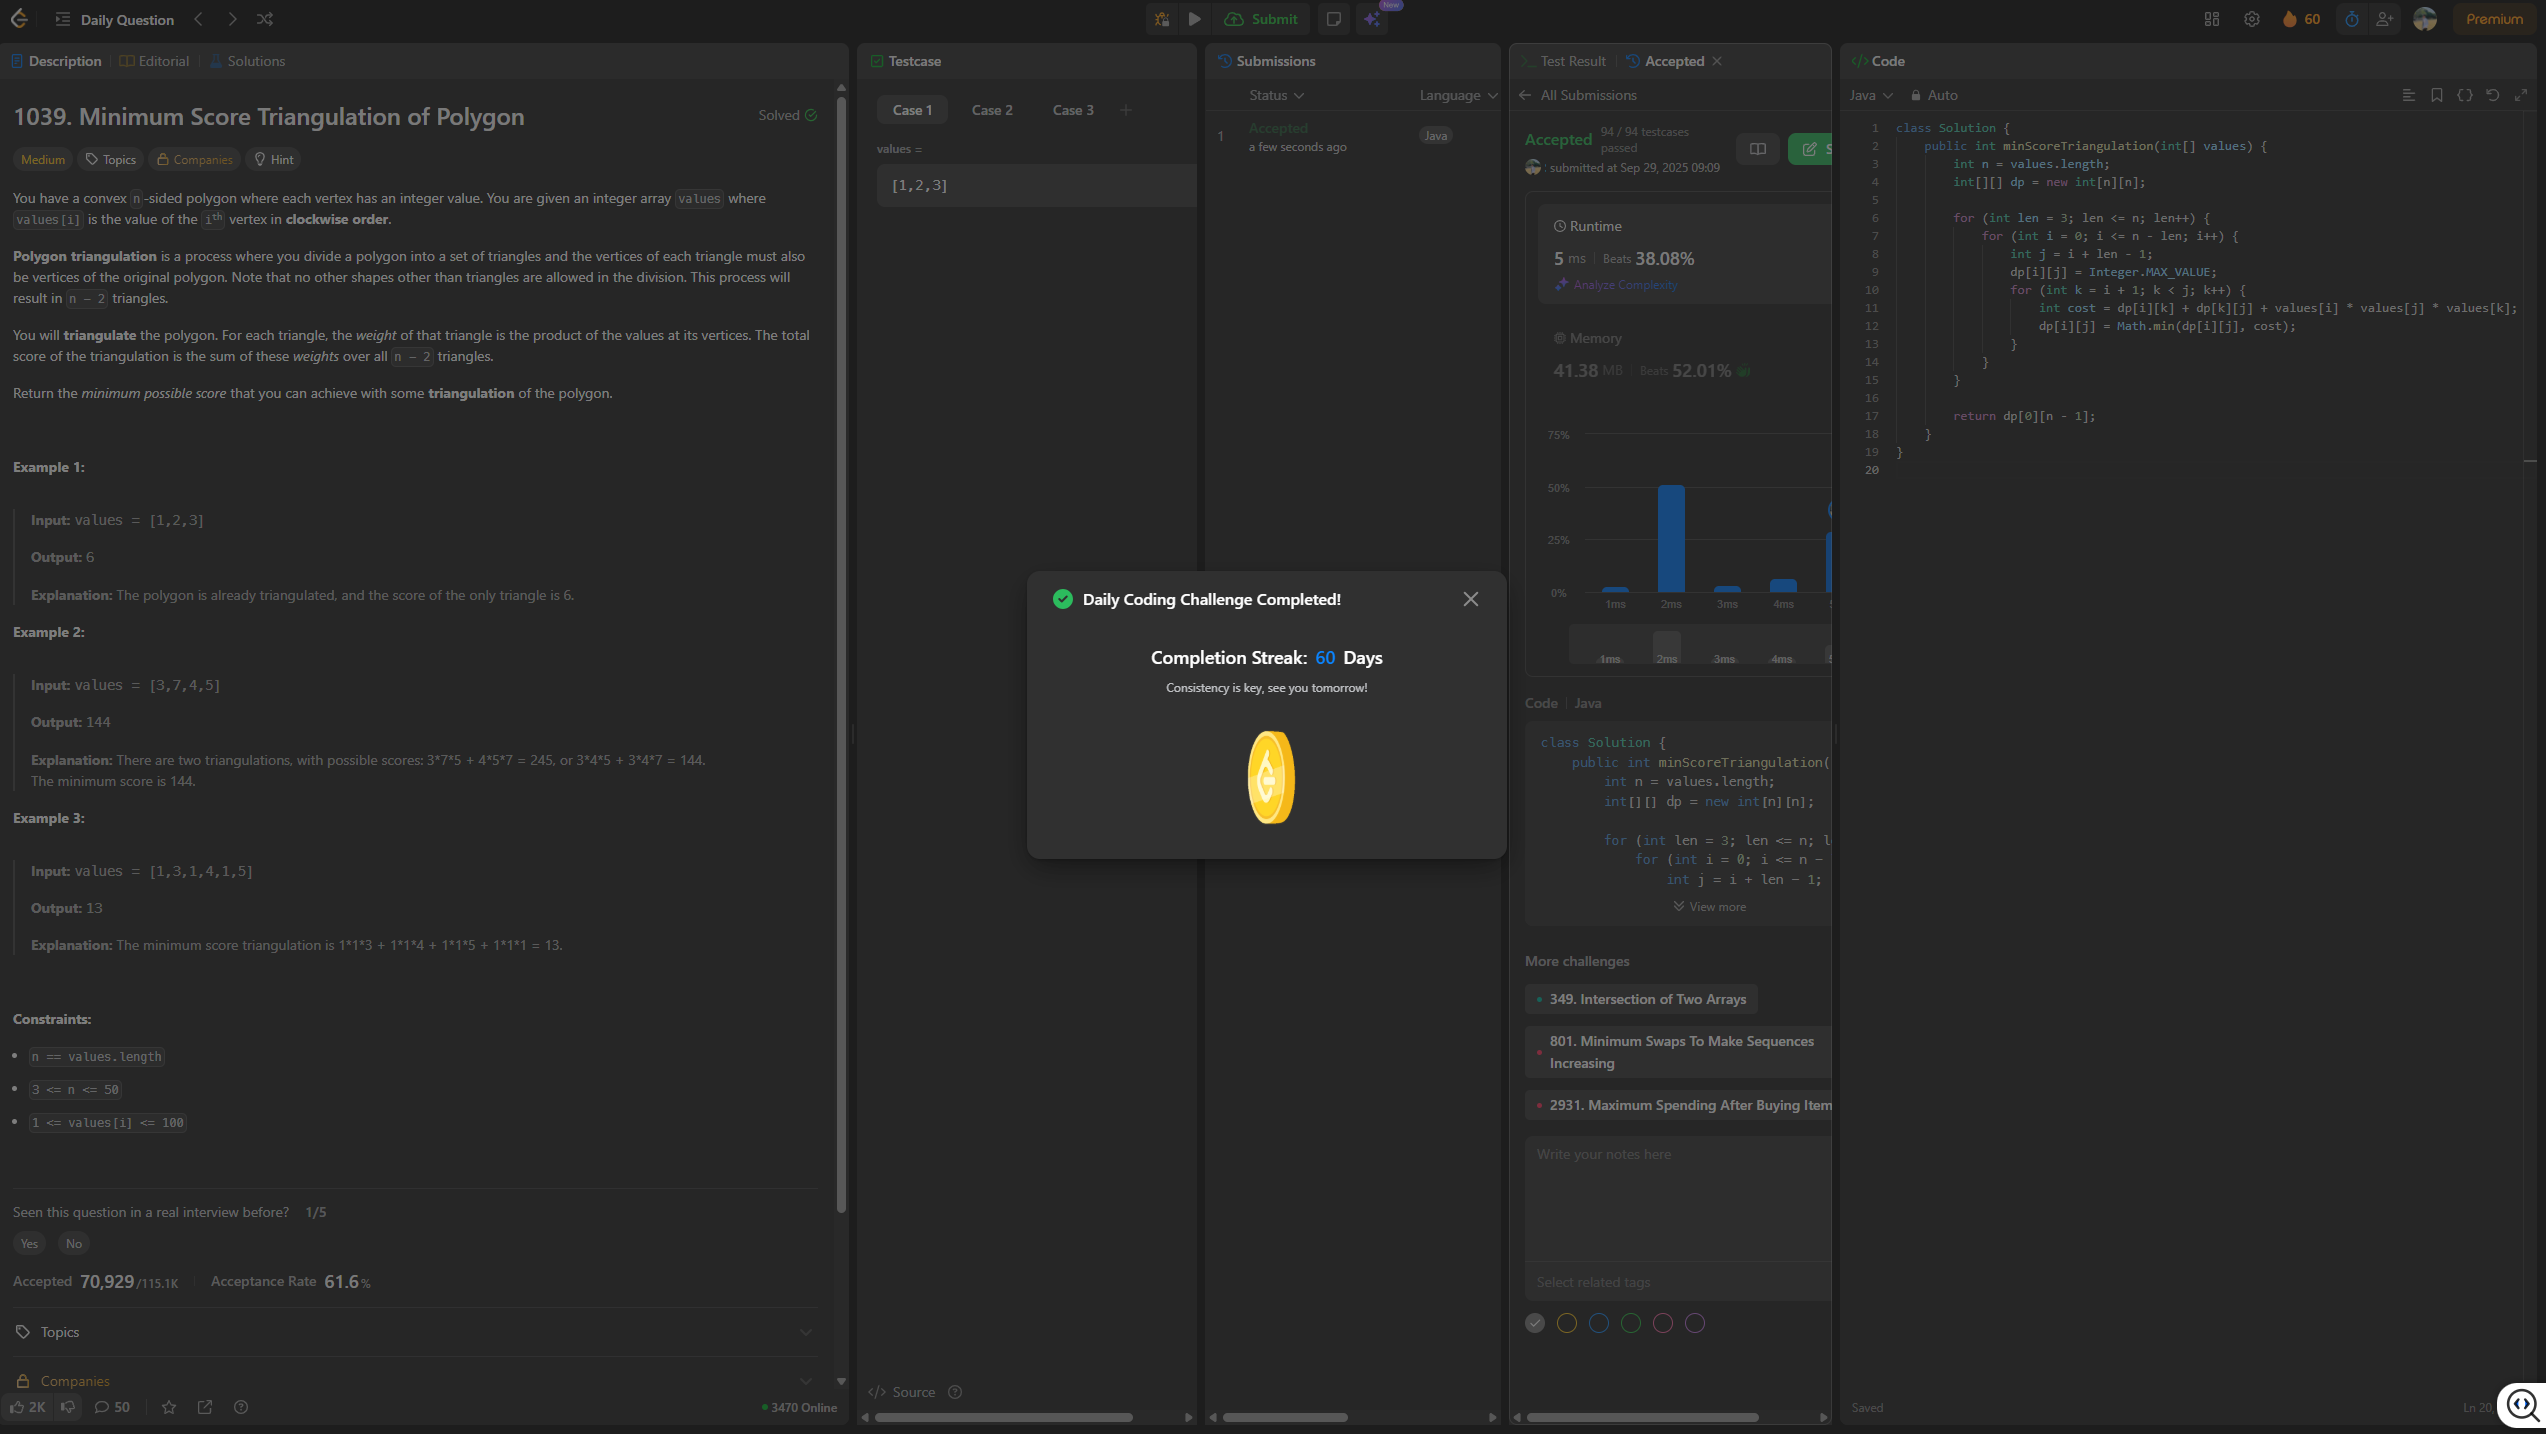 Daily Question
Submit
New
60
Premium
Description
Editorial
Solutions
1039. Minimum Score Triangulation of Polygon
Solved
Medium
Topics
Companies
Hint
You have a convex n-sided polygon where each vertex has an integer value. You are given an integer array values where
values[i] is the value of the ith vertex in clockwise order.
Polygon triangulation is a process where you divide a polygon into a set of triangles and the vertices of each triangle must also
be vertices of the original polygon. Note that no other shapes other than triangles are allowed in the division. This process will
result in n - 2 triangles.
You will triangulate the polygon. For each triangle, the weight of that triangle is the product of the values at its vertices. The total
score of the triangulation is the sum of these weights over all n - 2 triangles.
Return the minimum possible score that you can achieve with some triangulation of the polygon.
Example 1:
Input: values = [1,2,3]
Output: 6
Explanation: The polygon is already triangulated, and the score of the only triangle is 6.
Example 2:
Input: values = [3,7,4,5]
Output: 144
Explanation: There are two triangulations, with possible scores: 3*7*5 + 4*5*7 = 245, or 3*4*5 + 3*4*7 = 144.
The minimum score is 144.
Example 3:
Input: values = [1,3,1,4,1,5]
Output: 13
Explanation: The minimum score triangulation is 1*1*3 + 1*1*4 + 1*1*5 + 1*1*1 = 13.
Constraints:
n == values.length
3 <= n <= 50
1 <= values[i] <= 100
Seen this question in a real interview before? 1/5
Yes
No
Accepted 70,929/115.1K
Acceptance Rate 61.6%
Topics
Companies
2K
50
3470 Online
Testcase
Case 1
Case 2
Case 3
values =
[1,2,3]
Source
Submissions
Status
Language
1
Accepted
a few seconds ago
Java
Test Result
Accepted
All Submissions
Accepted
94 / 94 testcases
passed
submitted at Sep 29, 2025 09:09
Runtime
5 ms
Beats 38.08%
Analyze Complexity
Memory
41.38 MB
Beats 52.01%
75%
50%
25%
0%
1ms
2ms
3ms
4ms
1ms
2ms
3ms
4ms
Code
Java
class Solution {
public int minScoreTriangulation(
int n = values.length;
int[][] dp = new int[n][n];
for (int len = 3; len <= n; l
for (int i = 0; i <= n -
int j = i + len - 1;
View more
More challenges
349. Intersection of Two Arrays
801. Minimum Swaps To Make Sequences
Increasing
2931. Maximum Spending After Buying Item
Write your notes here
Select related tags
Daily Coding Challenge Completed!
Completion Streak: 60 Days
Consistency is key, see you tomorrow!
Code
Java
Auto
1 class Solution {
2 public int minScoreTriangulation(int[] values) {
3 int n = values.length;
4 int[][] dp = new int[n][n];
5
6 for (int len = 3; len <= n; len++) {
7 for (int i = 0; i <= n - len; i++) {
8 int j = i + len - 1;
9 dp[i][j] = Integer.MAX_VALUE;
10 for (int k = i + 1; k < j; k++) {
11 int cost = dp[i][k] + dp[k][j] + values[i] * values[j] * values[k];
12 dp[i][j] = Math.min(dp[i][j], cost);
13 }
14 }
15 }
16
17 return dp[0][n - 1];
18 }
19 }
20
Saved
Ln 20,